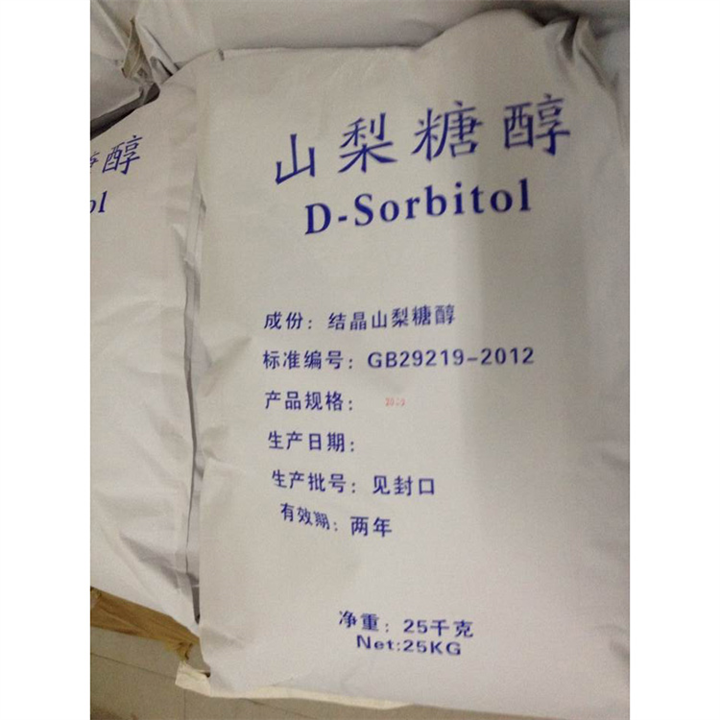 山梨糖醇
D-Sorbitol
成份：结晶山梨糖醇
标准编号：GB29219-2012
产品规格：
生产日期：
生产批号：见封口
有效期：两年
净重：25千克
Net:25KG
醇
ol